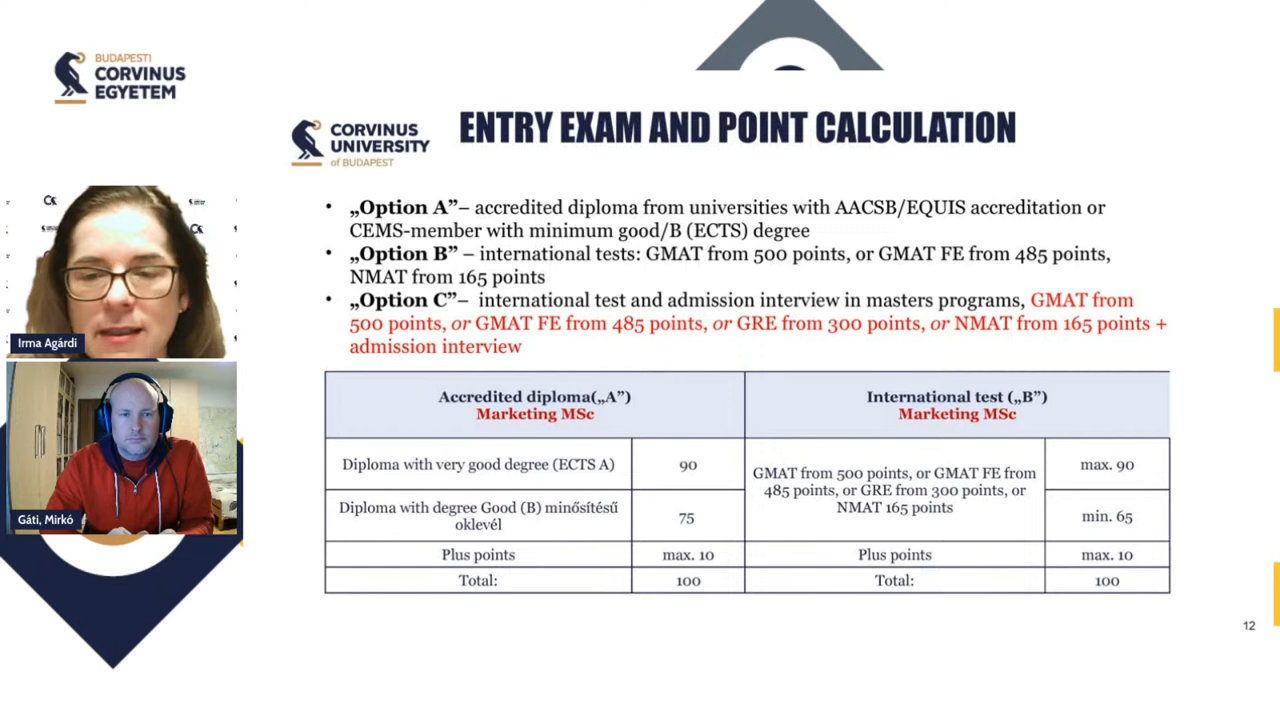 BUDAPESTI
CORVINUS
EGYETEM
CORVINUS
UNIVERSITY
of BUDAPEST
ENTRY EXAM AND POINT CALCULATION
• „Option A”– accredited diploma from universities with AACSB/EQUIS accreditation or
CEMS-member with minimum good/B (ECTS) degree
• „Option B” – international tests: GMAT from 500 points, or GMAT FE from 485 points,
NMAT from 165 points
• „Option C”– international test and admission interview in masters programs, GMAT from
500 points, or GMAT FE from 485 points, or GRE from 300 points, or NMAT from 165 points +
admission interview
Irma Agárdi
Gáti, Mirkó
Accredited diploma(„A”)
Marketing MSc
International test („B”)
Marketing MSc
Diploma with very good degree (ECTS A)
90
GMAT from 500 points, or GMAT FE from
485 points, or GRE from 300 points, or
NMAT 165 points
max. 90
Diploma with degree Good (B) minősítésű
oklevél
75
min. 65
Plus points
max. 10
Plus points
max. 10
Total:
100
Total:
100
12